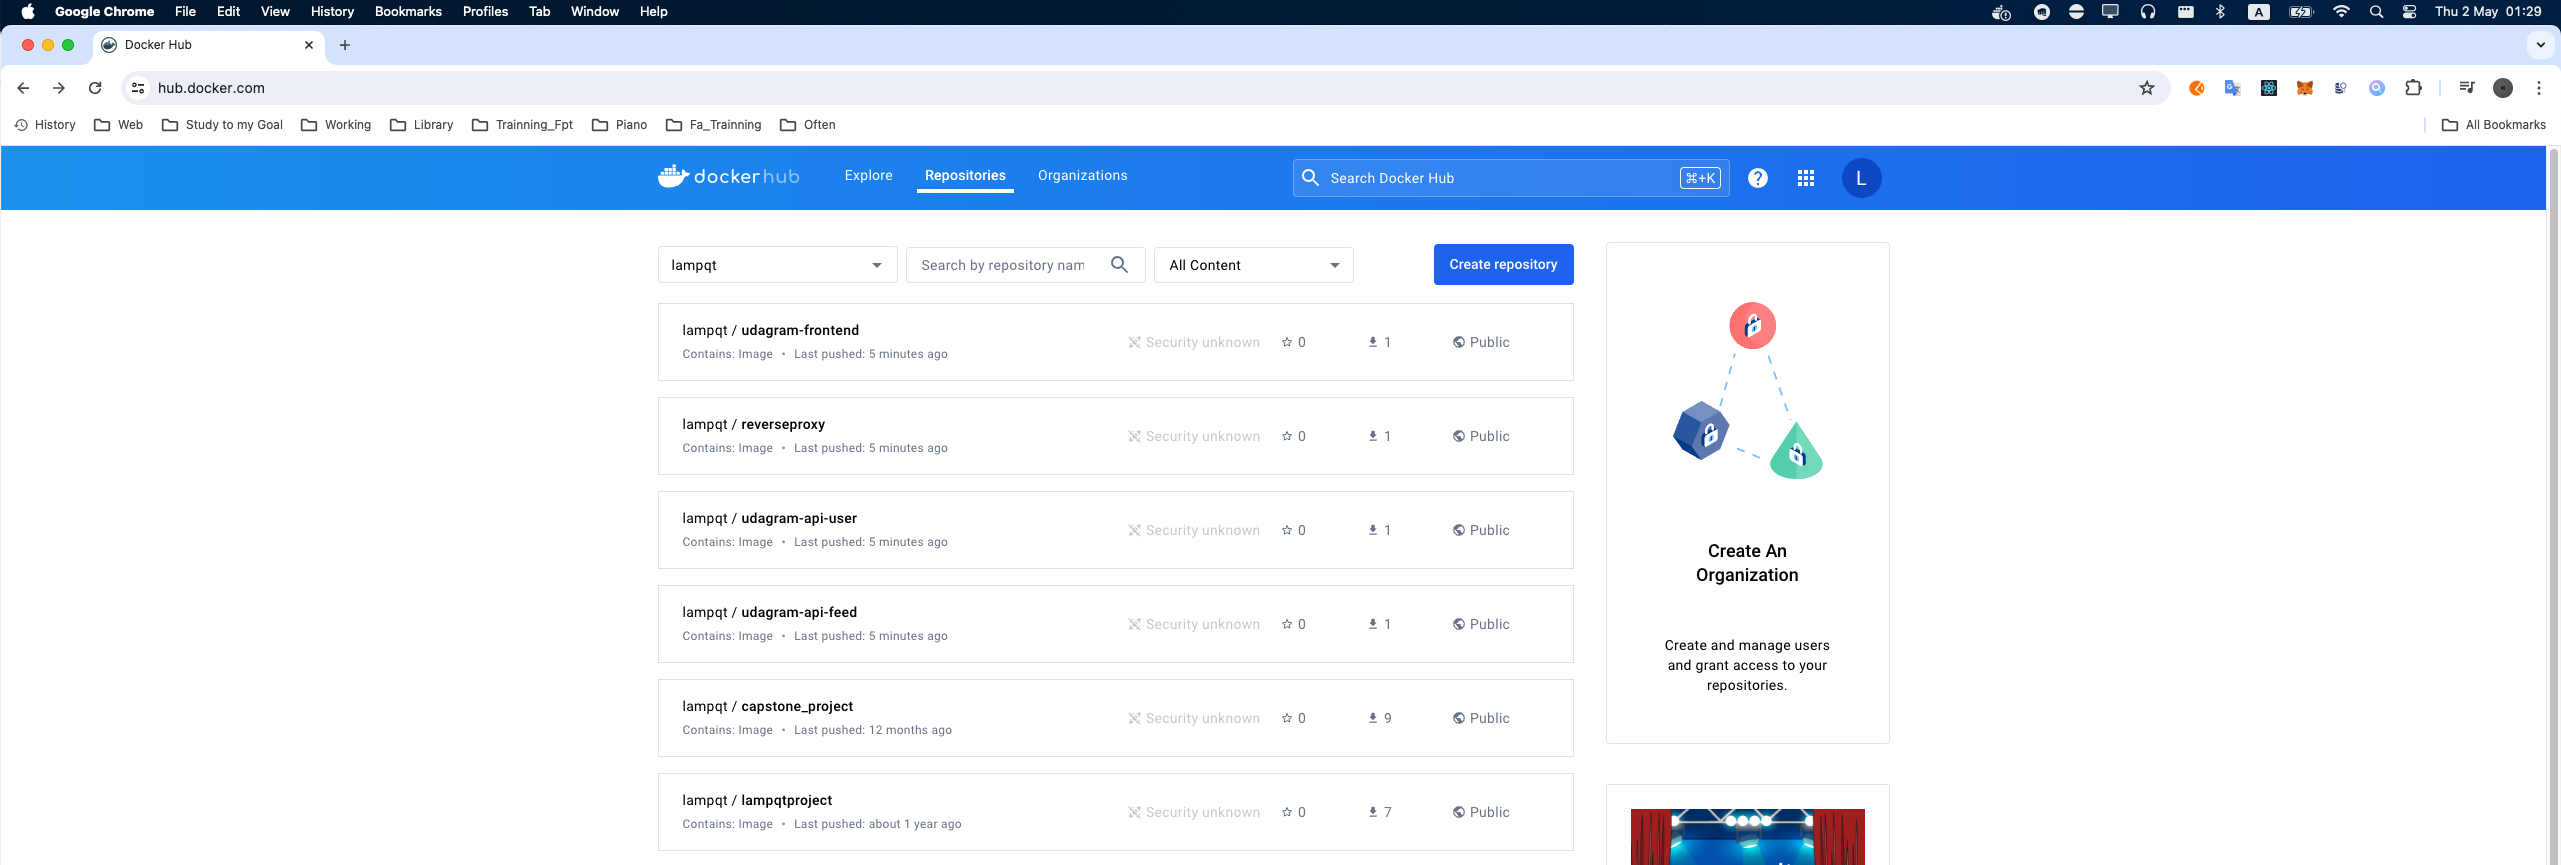 Google Chrome File Edit View History Bookmarks Profiles Tab Window Help A Thu 2 May 01:29
Docker Hub
hub.docker.com
History Web Study to my Goal Working Library Trainning_Fpt Piano Fa_Trainning Often All Bookmarks
dockerhub Explore Repositories Organizations Search Docker Hub ⌘+K ? L
lampqt Search by repository nam All Content Create repository
lampqt / udagram-frontend
Contains: Image • Last pushed: 5 minutes ago
Security unknown 0 1 Public
lampqt / reverseproxy
Contains: Image • Last pushed: 5 minutes ago
Security unknown 0 1 Public
lampqt / udagram-api-user
Contains: Image • Last pushed: 5 minutes ago
Security unknown 0 1 Public
lampqt / udagram-api-feed
Contains: Image • Last pushed: 5 minutes ago
Security unknown 0 1 Public
lampqt / capstone_project
Contains: Image • Last pushed: 12 months ago
Security unknown 0 9 Public
lampqt / lampqtproject
Contains: Image • Last pushed: about 1 year ago
Security unknown 0 7 Public
Create An
Organization
Create and manage users
and grant access to your
repositories.